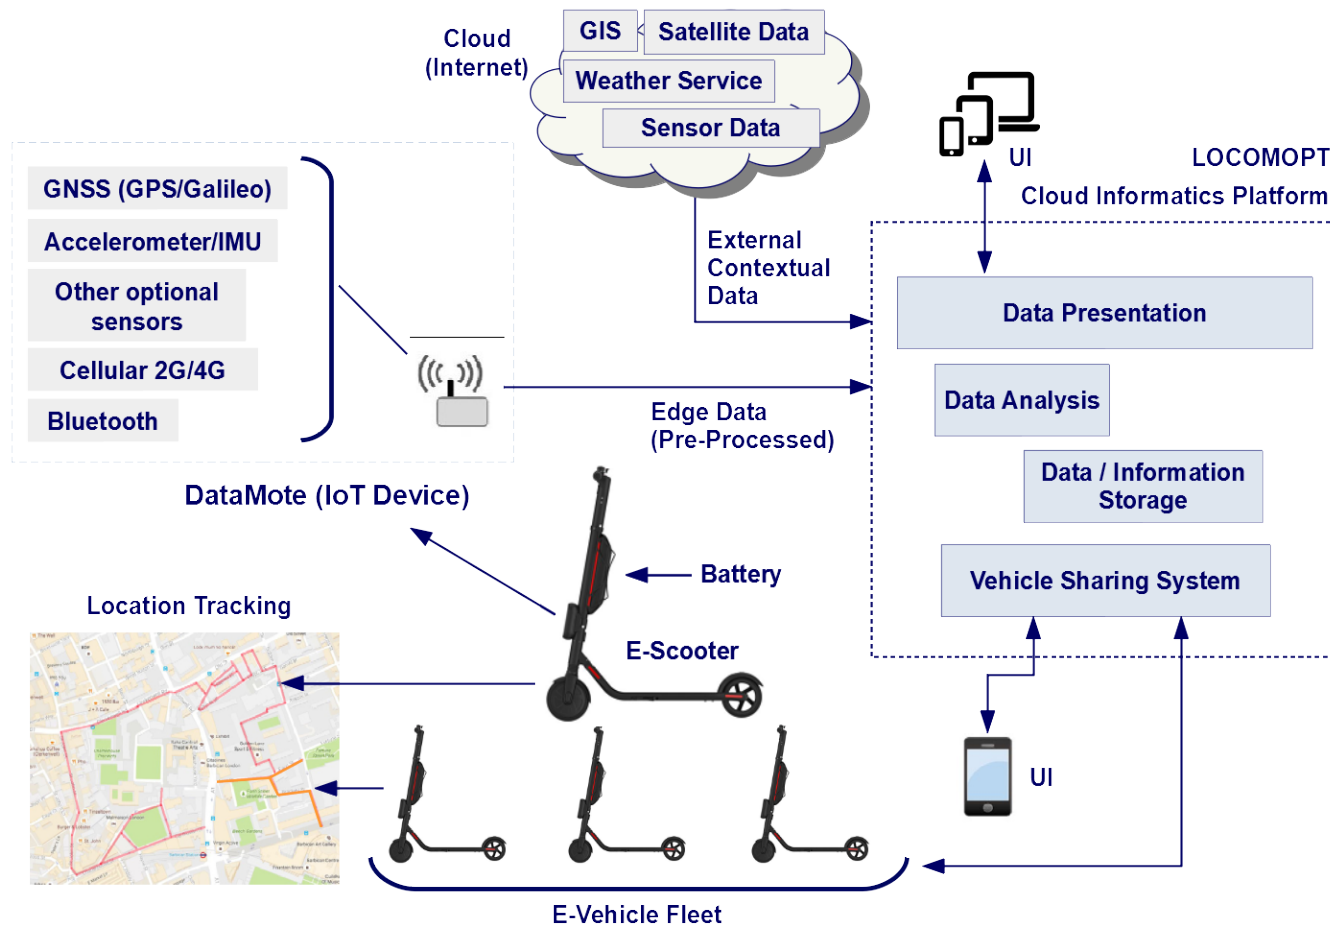 Cloud
(Internet)
GIS
Satellite Data
Weather Service
Sensor Data
UI
LOCOMOPT
Cloud Informatics Platform
GNSS (GPS/Galileo)
Accelerometer/IMU
Other optional
sensors
Cellular 2G/4G
Bluetooth
External
Contextual
Data
Data Presentation
Data Analysis
Data / Information
Storage
Vehicle Sharing System
Edge Data
(Pre-Processed)
DataMote (IoT Device)
Battery
E-Scooter
Location Tracking
UI
E-Vehicle Fleet